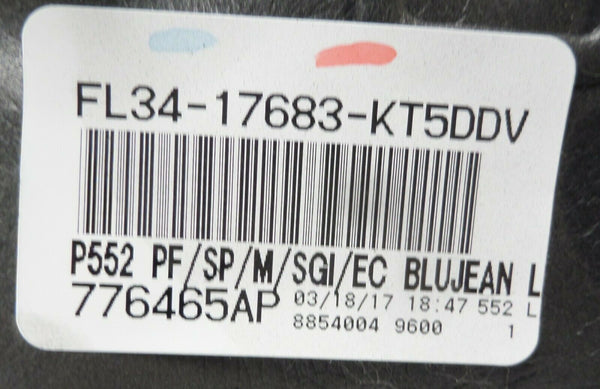 FL34-17683-KT5DDV
P552 PF/SP/M/SGI/EC BLUJEAN L
776465AP 03/18/17 18:47 552 L
8854004 9600 1